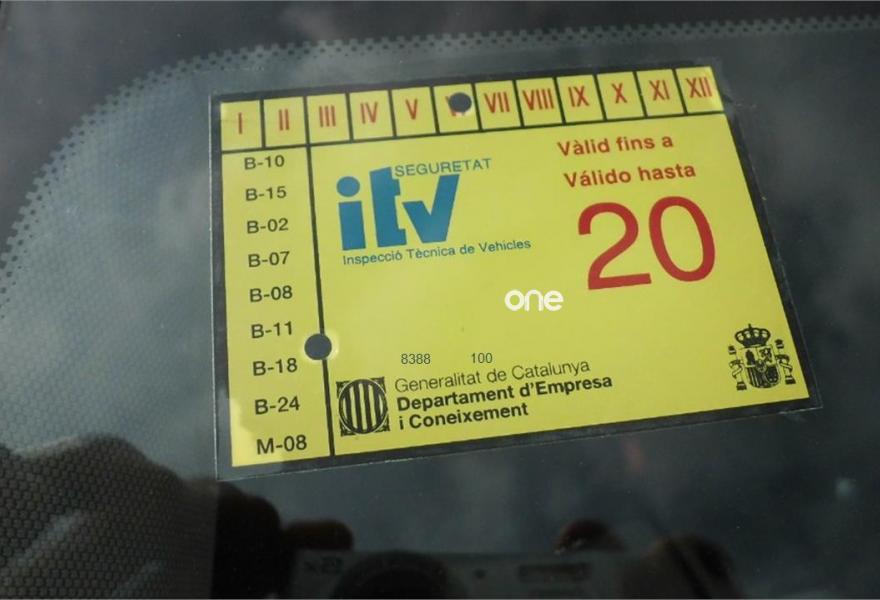 I II III IV V VII VIII IX X XI XII
B-10
B-15
B-02
B-07
B-08
B-11
B-18
B-24
M-08
SEGURETAT
itv
Inspecció Tècnica de Vehicles
Vàlid fins a
Válido hasta
20
one
8388 100
Generalitat de Catalunya
Departament d'Empresa
i Coneixement